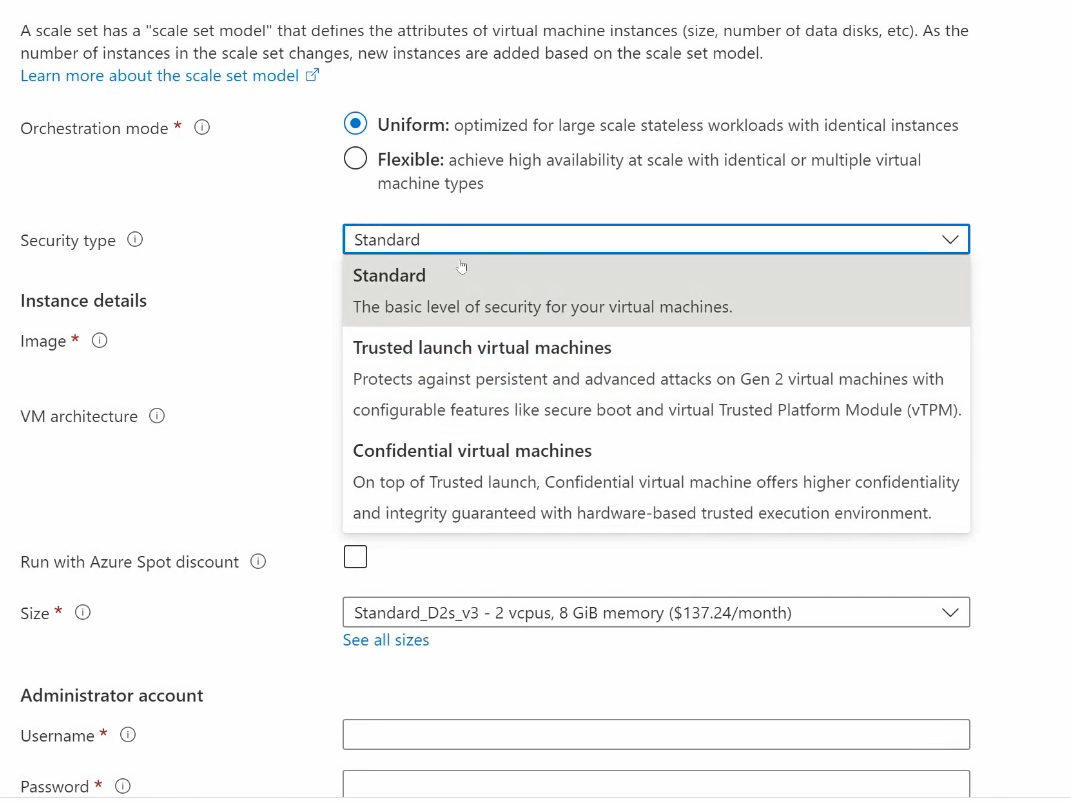 A scale set has a "scale set model" that defines the attributes of virtual machine instances (size, number of data disks, etc). As the
number of instances in the scale set changes, new instances are added based on the scale set model.
Learn more about the scale set model
Orchestration mode *
Uniform: optimized for large scale stateless workloads with identical instances
Flexible: achieve high availability at scale with identical or multiple virtual
machine types
Security type
Standard
Standard
The basic level of security for your virtual machines.
Trusted launch virtual machines
Protects against persistent and advanced attacks on Gen 2 virtual machines with
configurable features like secure boot and virtual Trusted Platform Module (vTPM).
Confidential virtual machines
On top of Trusted launch, Confidential virtual machine offers higher confidentiality
and integrity guaranteed with hardware-based trusted execution environment.
Instance details
Image *
VM architecture
Run with Azure Spot discount
Size *
Standard_D2s_v3 - 2 vcpus, 8 GiB memory ($137.24/month)
See all sizes
Administrator account
Username *
Password *